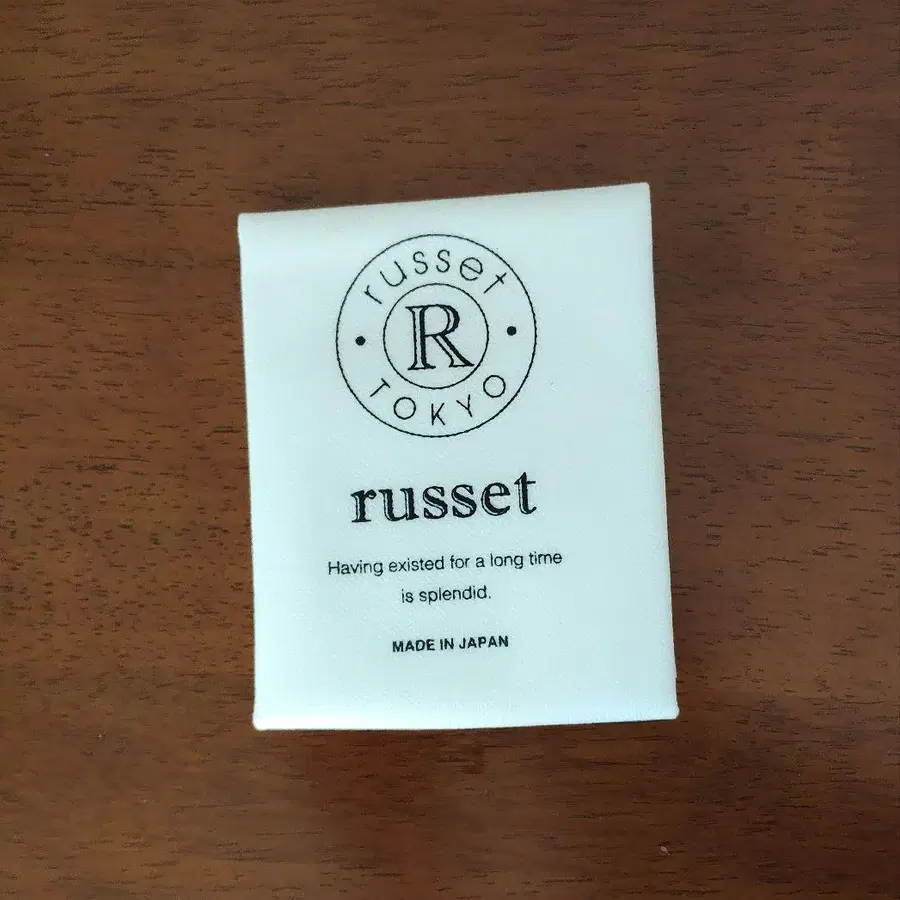 russet
R
TOKYO
russet
Having existed for a long time
is splendid.
MADE IN JAPAN